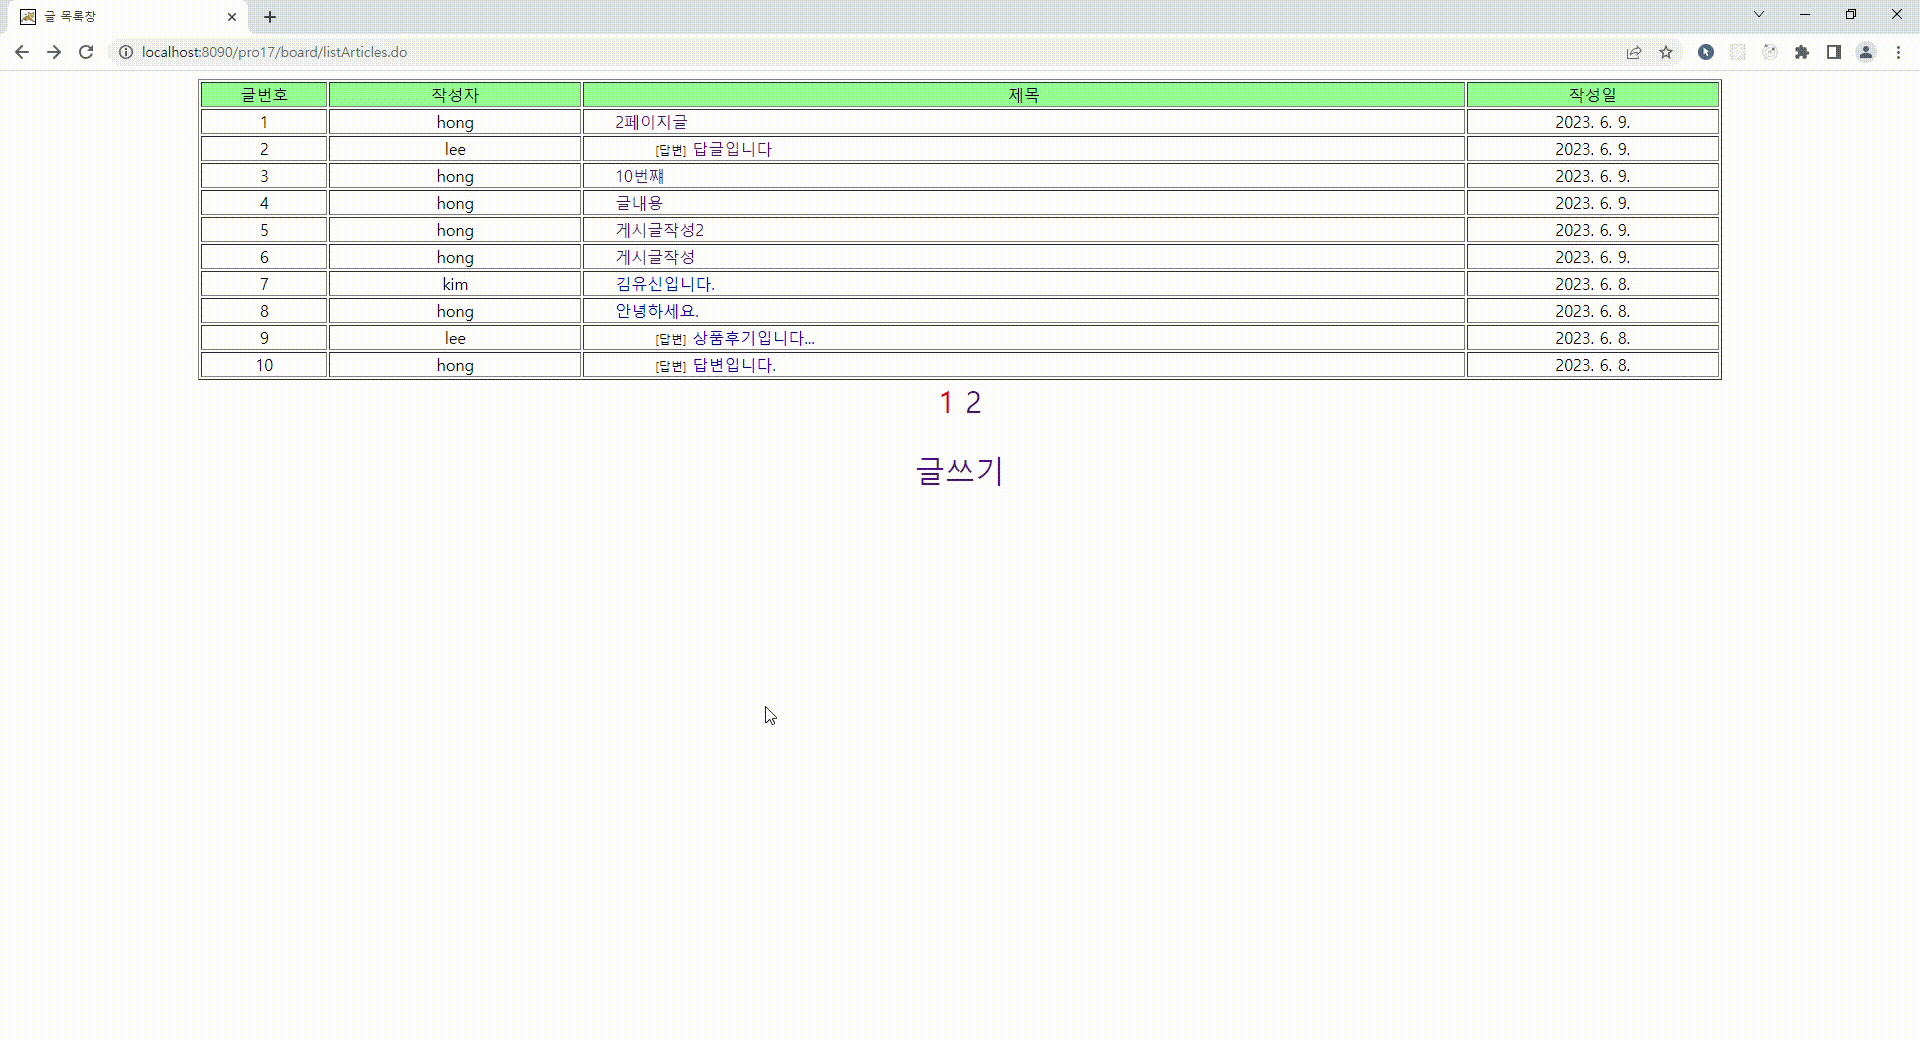 글 목록창
localhost:8090/pro17/board/listArticles.do
글번호 작성자 제목 작성일
1 hong 2페이지글 2023. 6. 9.
2 lee [답변] 답글입니다 2023. 6. 9.
3 hong 10번째 2023. 6. 9.
4 hong 글내용 2023. 6. 9.
5 hong 게시글작성2 2023. 6. 9.
6 hong 게시글작성 2023. 6. 9.
7 kim 김유신입니다. 2023. 6. 8.
8 hong 안녕하세요. 2023. 6. 8.
9 lee [답변] 상품후기입니다... 2023. 6. 8.
10 hong [답변] 답변입니다. 2023. 6. 8.
1 2
글쓰기